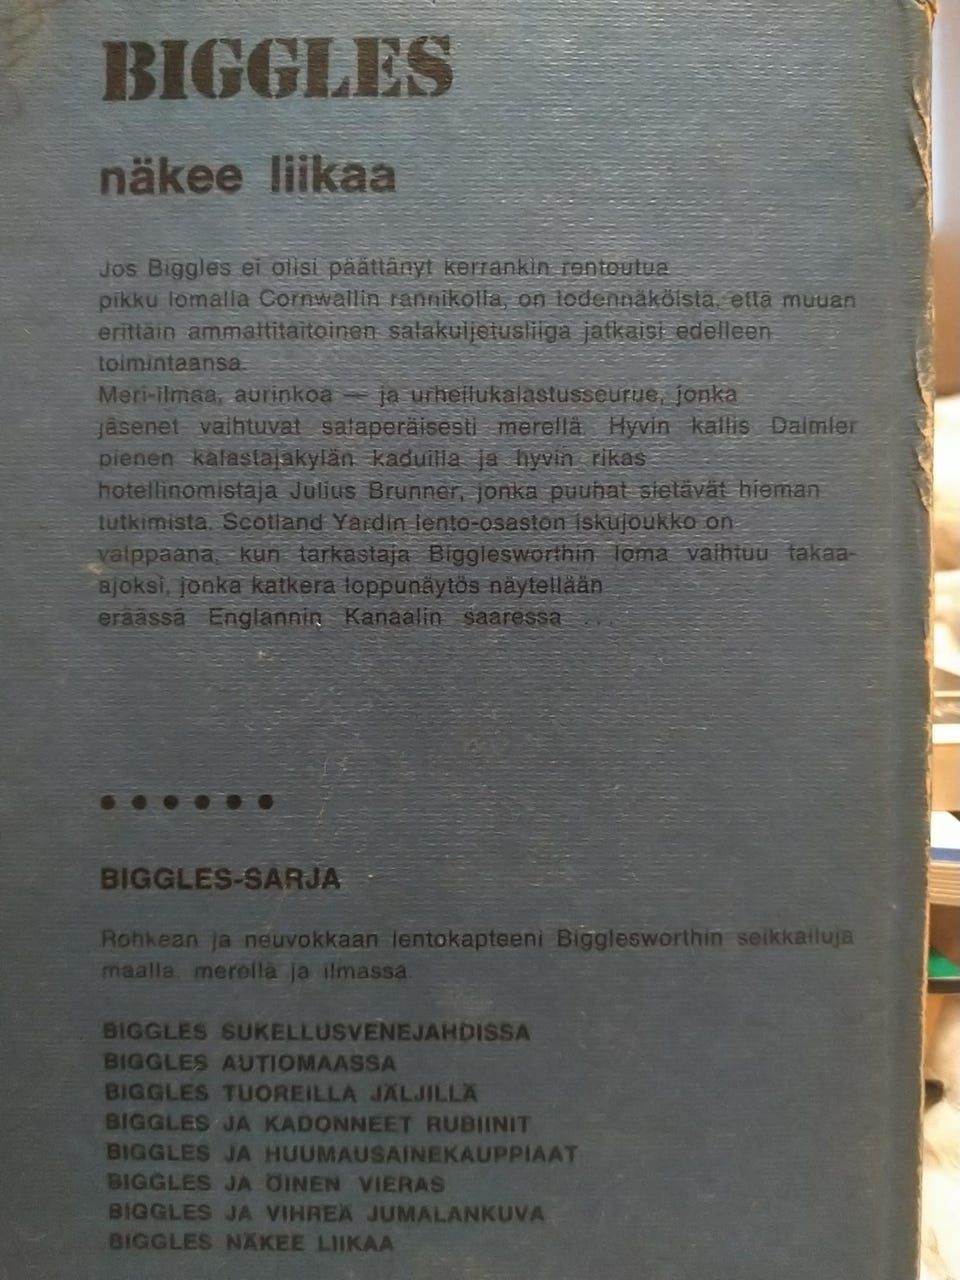 BIGGLES
näkee liikaa
Jos Biggles ei olisi päättänyt kerrankin rentoutua
pikku lomalla Cornwallin rannikolla, on todennäköistä, että muuan
erittäin ammattitaitoinen salakuljetusliiga jatkaisi edelleen
toimintaansa.
Meri-ilmaa, aurinkoa — ja urheilukalastusseurue, jonka
jäsenet vaihtuvat salaperäisesti merellä. Hyvin kallis Daimler
pienen kalastajakylän kaduilla ja hyvin rikas
hotellinomistaja Julius Brunner, jonka puuhat sietävät hieman
tutkimista. Scotland Yardin lento-osaston iskujoukko on
valppaana, kun tarkastaja Bigglesworthin loma vaihtuu takaa-
ajoksi, jonka katkera loppunäytös näytellään
eräässä Englannin Kanaalin saaressa ...
● ● ● ● ● ●
BIGGLES-SARJA
Rohkean ja neuvokkaan lentokapteeni Bigglesworthin seikkailuja
maalla, merellä ja ilmassa.
BIGGLES SUKELLUSVENEJAHDISSA
BIGGLES AUTIOMAASSA
BIGGLES TUOREILLA JÄLJILLÄ
BIGGLES JA KADONNEET RUBIINIT
BIGGLES JA HUUMAUSAINEKAUPPIAAT
BIGGLES JA ÖINEN VIERAS
BIGGLES JA VIHREÄ JUMALANKUVA
BIGGLES NÄKEE LIIKAA